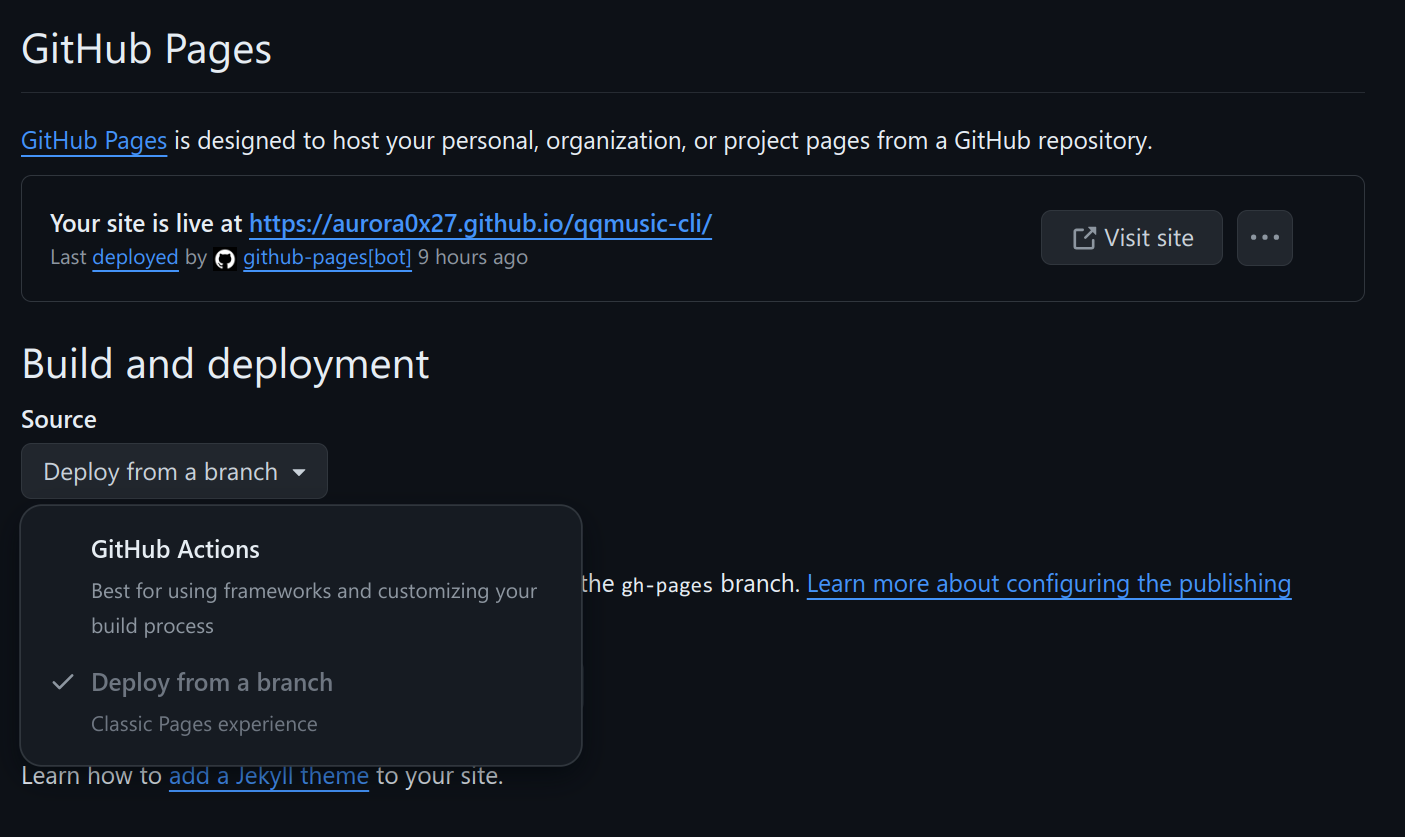 GitHub Pages
GitHub Pages is designed to host your personal, organization, or project pages from a GitHub repository.
Your site is live at https://aurora0x27.github.io/qqmusic-cli/
Visit site
Last deployed by github-pages[bot] 9 hours ago
Build and deployment
Source
Deploy from a branch
GitHub Actions
Best for using frameworks and customizing your
build process
the gh-pages branch. Learn more about configuring the publishing
Deploy from a branch
Classic Pages experience
Learn how to add a Jekyll theme to your site.